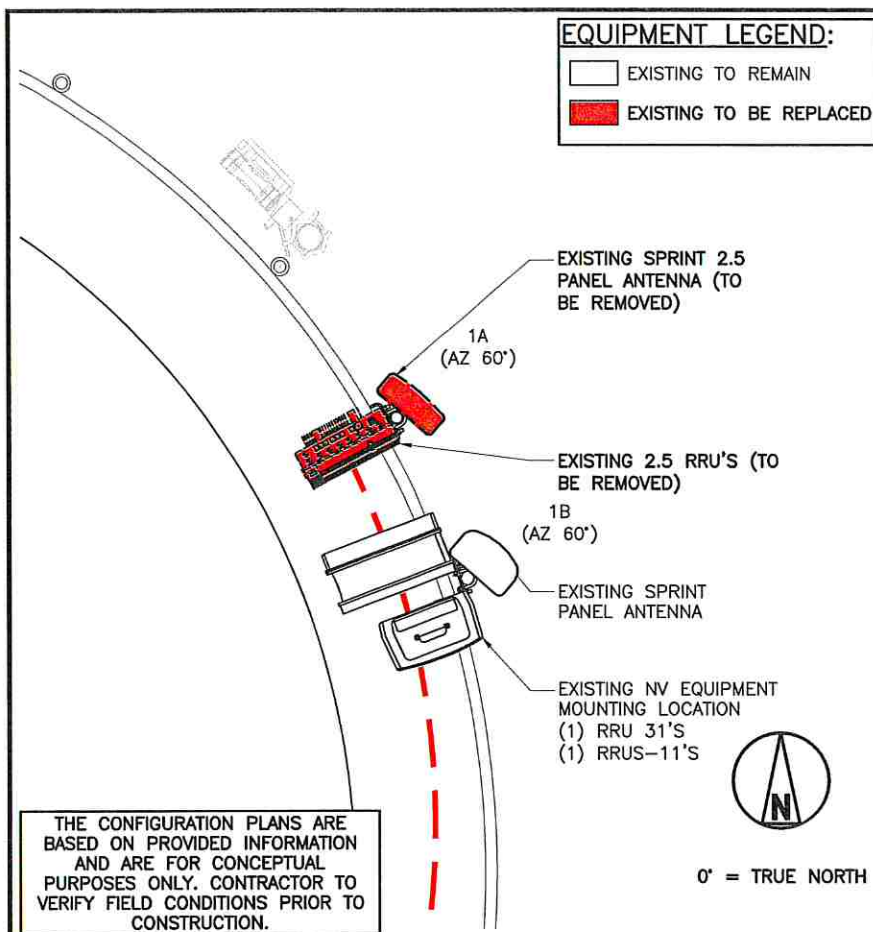 EQUIPMENT LEGEND:
EXISTING TO REMAIN
EXISTING TO BE REPLACED
EXISTING SPRINT 2.5
PANEL ANTENNA (TO
BE REMOVED)
1A
(AZ 60°)
EXISTING 2.5 RRU'S (TO
BE REMOVED)
1B
(AZ 60°)
EXISTING SPRINT
PANEL ANTENNA
EXISTING NV EQUIPMENT
MOUNTING LOCATION
(1) RRU 31'S
(1) RRUS-11'S
N
0° = TRUE NORTH
THE CONFIGURATION PLANS ARE
BASED ON PROVIDED INFORMATION
AND ARE FOR CONCEPTUAL
PURPOSES ONLY. CONTRACTOR TO
VERIFY FIELD CONDITIONS PRIOR TO
CONSTRUCTION.